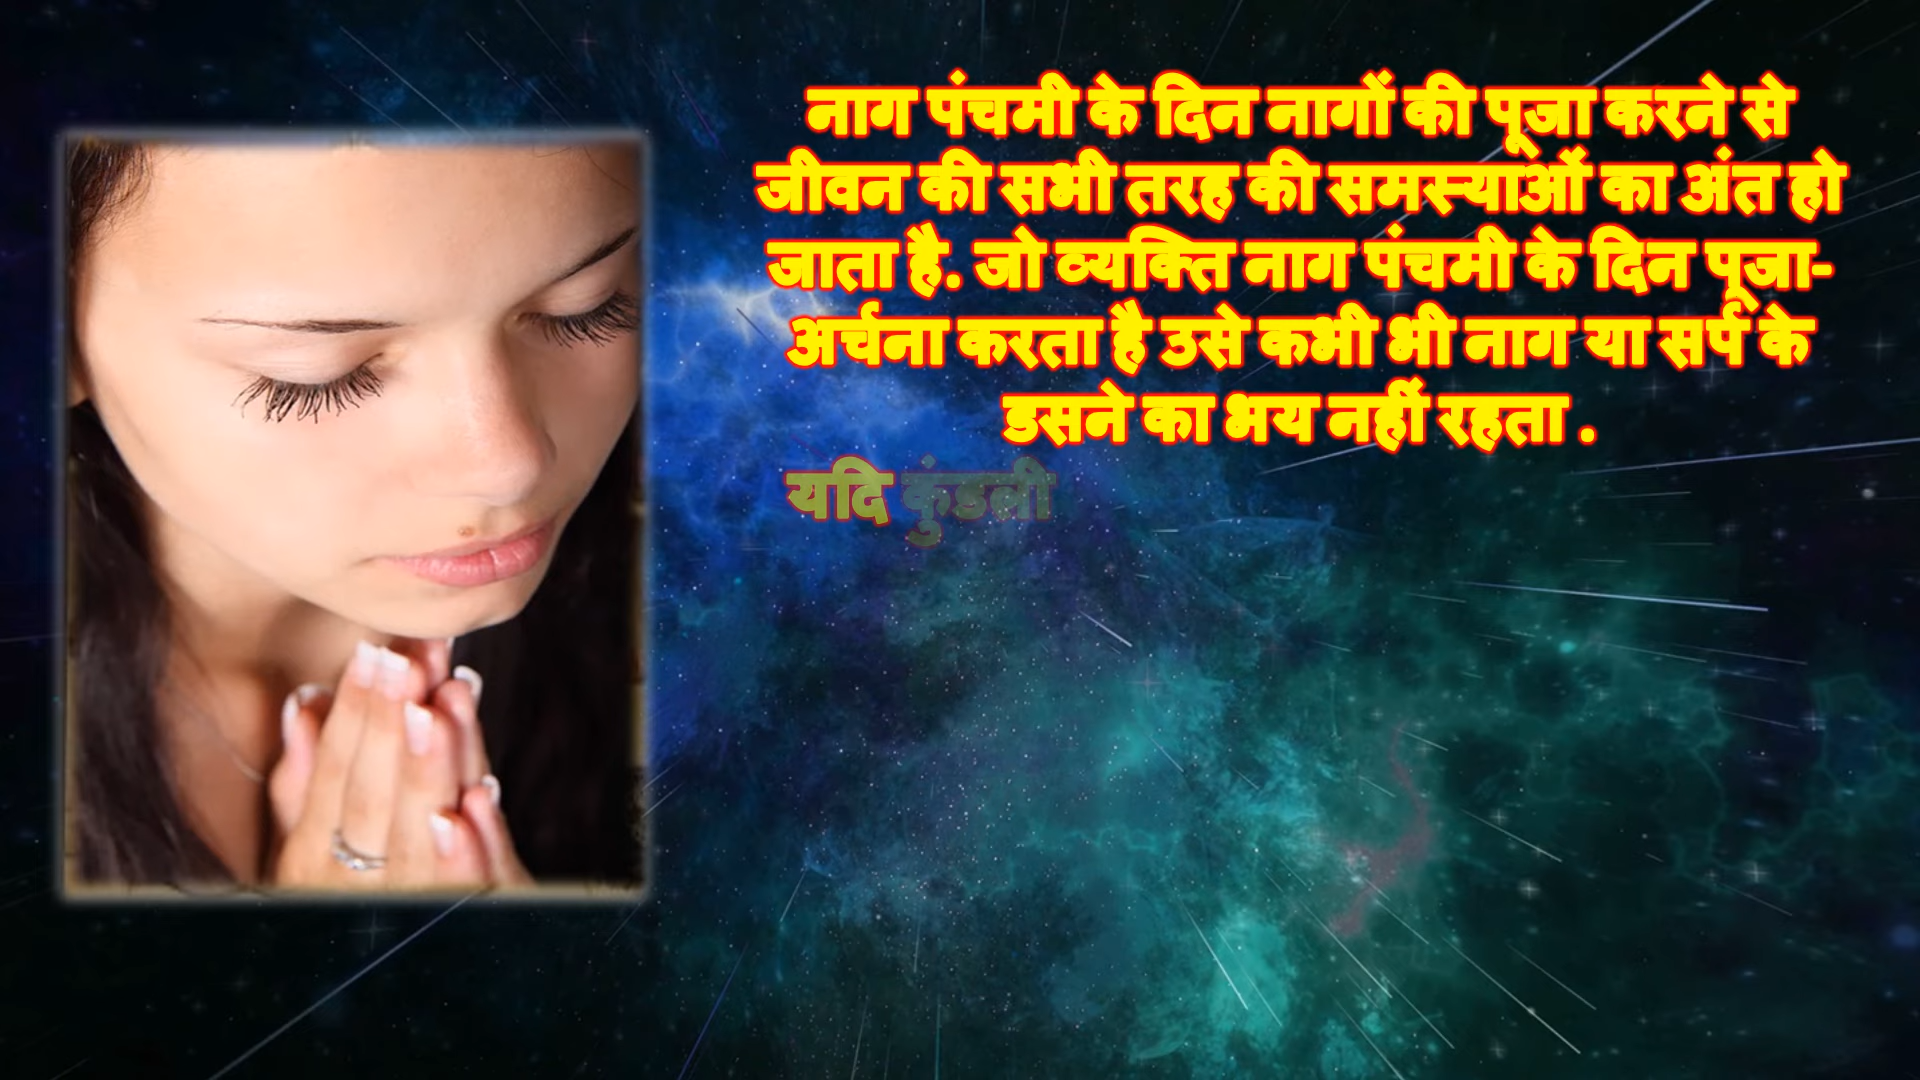 नाग पंचमी के दिन नागों की पूजा करने से
जीवन की सभी तरह की समस्याओं का अंत हो
जाता है. जो व्यक्ति नाग पंचमी के दिन पूजा-
अर्चना करता है उसे कभी भी नाग या सर्प के
डसने का भय नहीं रहता .
यदि कुंडली